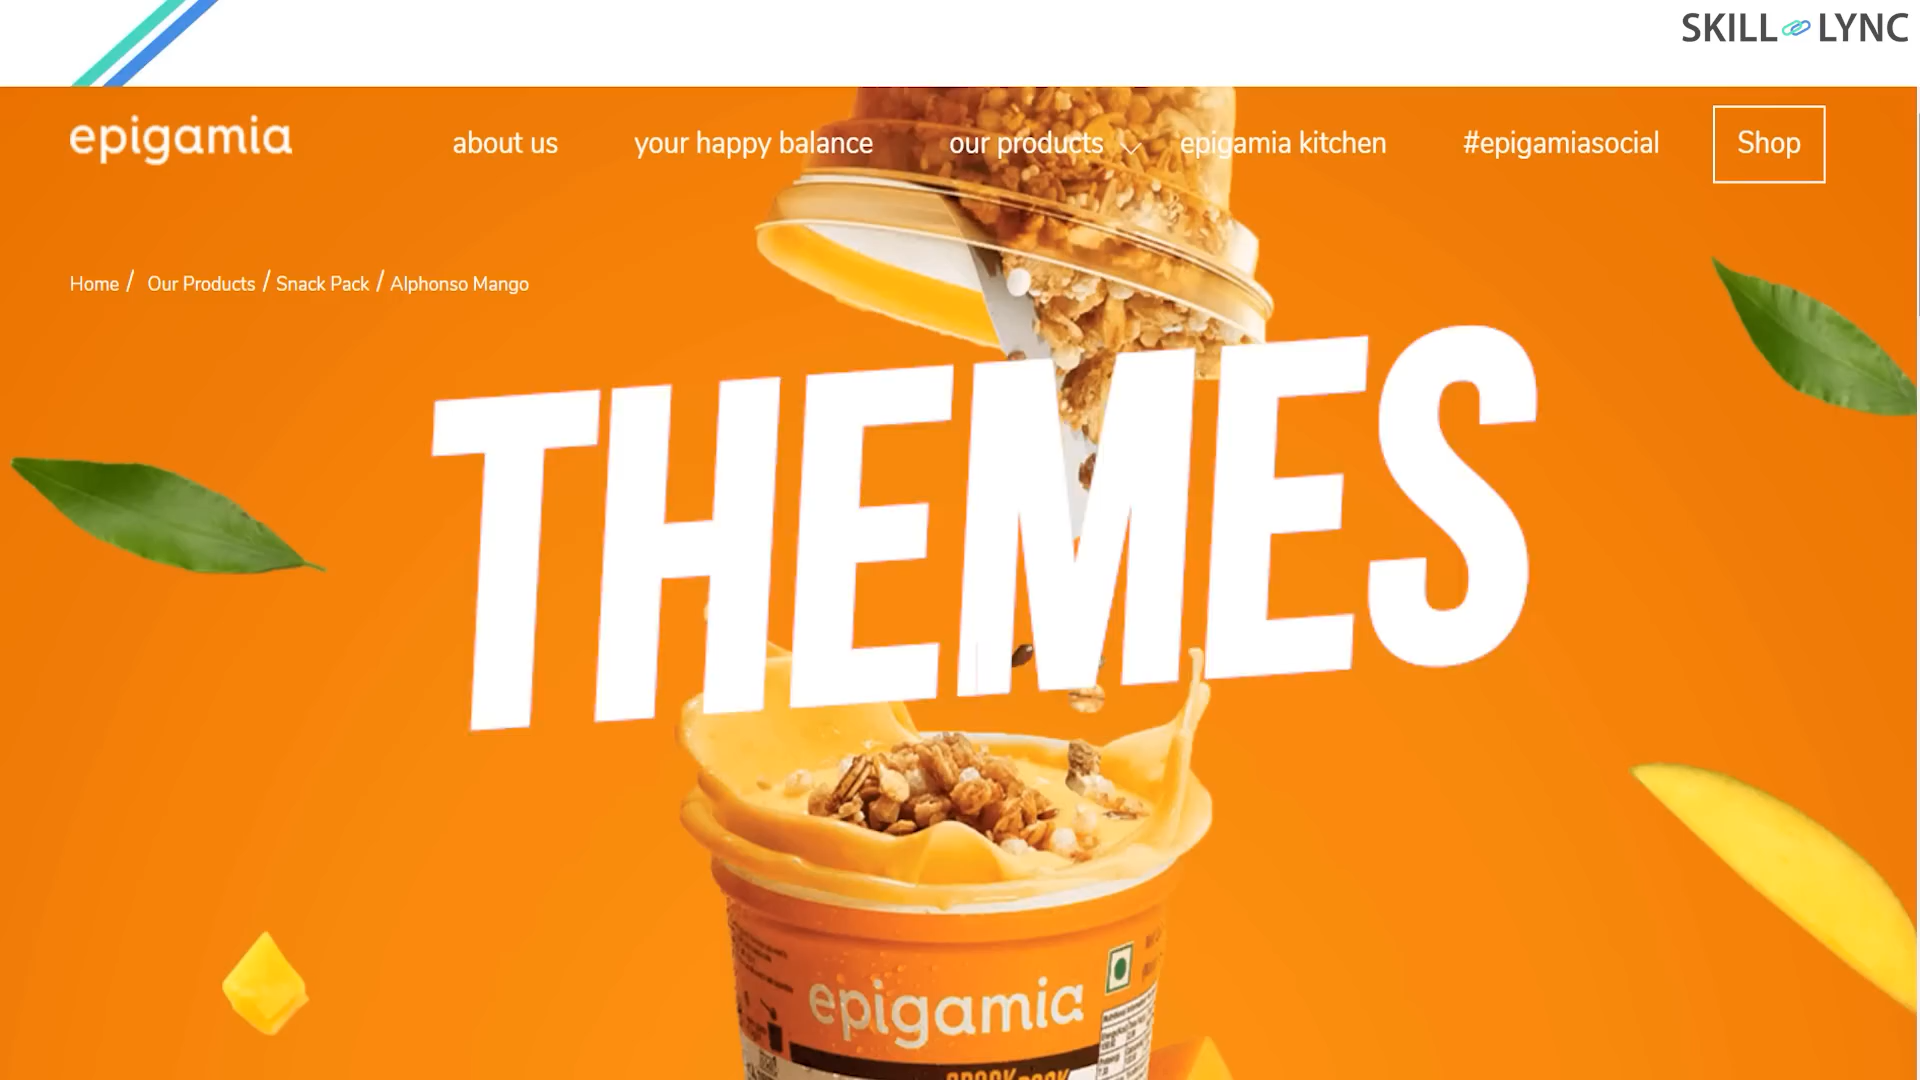 SKILL LYNC
epigamia
about us
your happy balance
our products
epigamia kitchen
#epigamiasocial
Shop
Home / Our Products / Snack Pack / Alphonso Mango
THEMES
epigamia